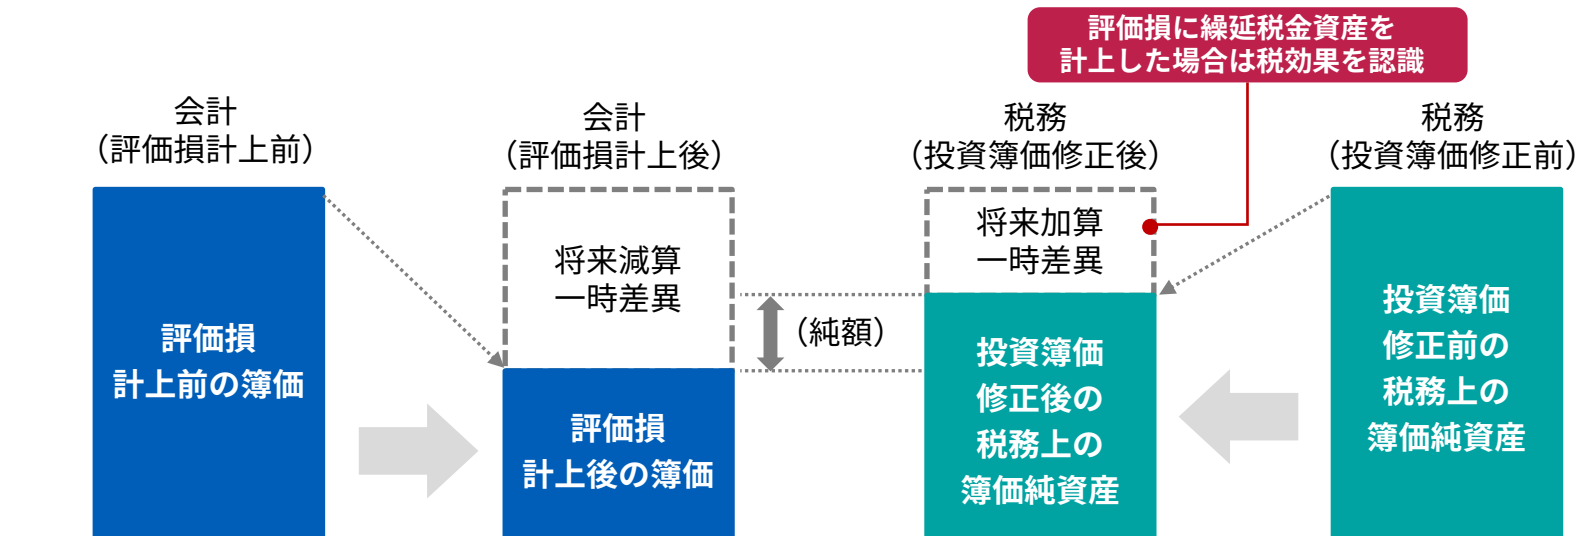 評価損に繰延税金資産を
計上した場合は税効果を認識
会計
（評価損計上前）
会計
（評価損計上後）
税務
（投資簿価修正後）
税務
（投資簿価修正前）
評価損
計上前の簿価
将来減算
一時差異
評価損
計上後の簿価
（純額）
将来加算
一時差異
投資簿価
修正後の
税務上の
簿価純資産
投資簿価
修正前の
税務上の
簿価純資産